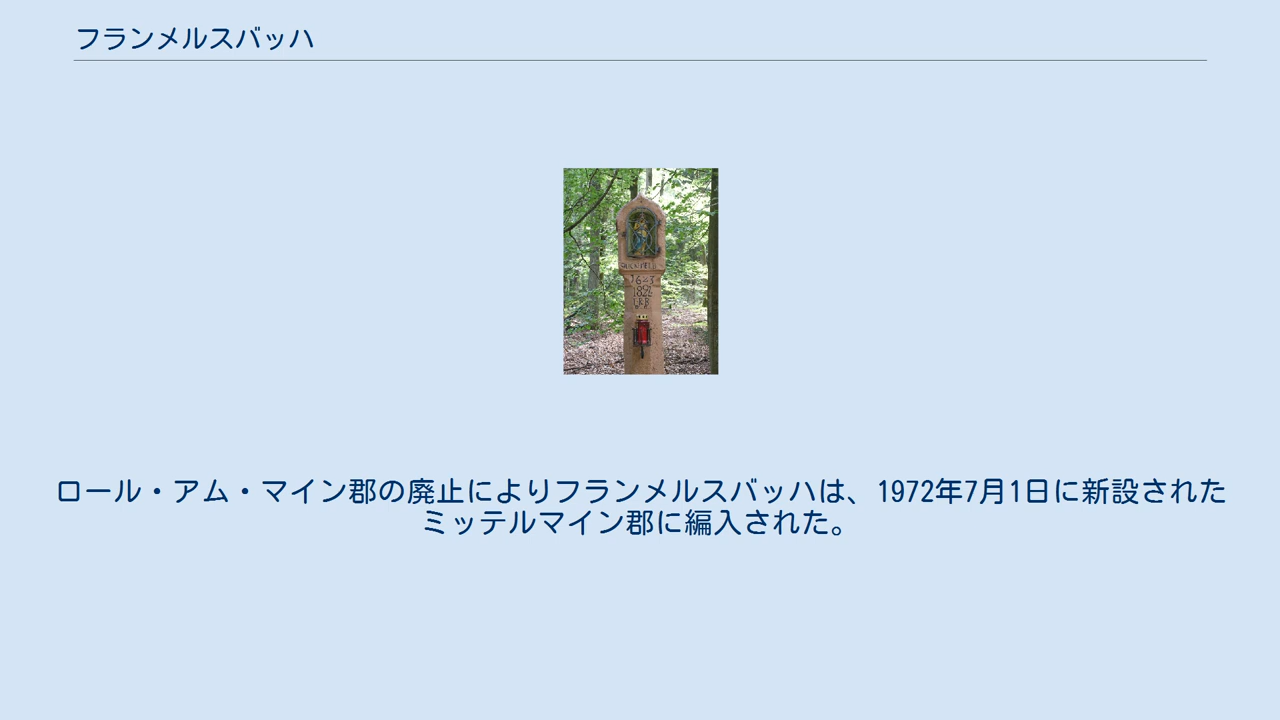 フランメルスバッハ
1892
ロール・アム・マイン郡の廃止によりフランメルスバッハは、1972年7月1日に新設された
ミッテルマイン郡に編入された。